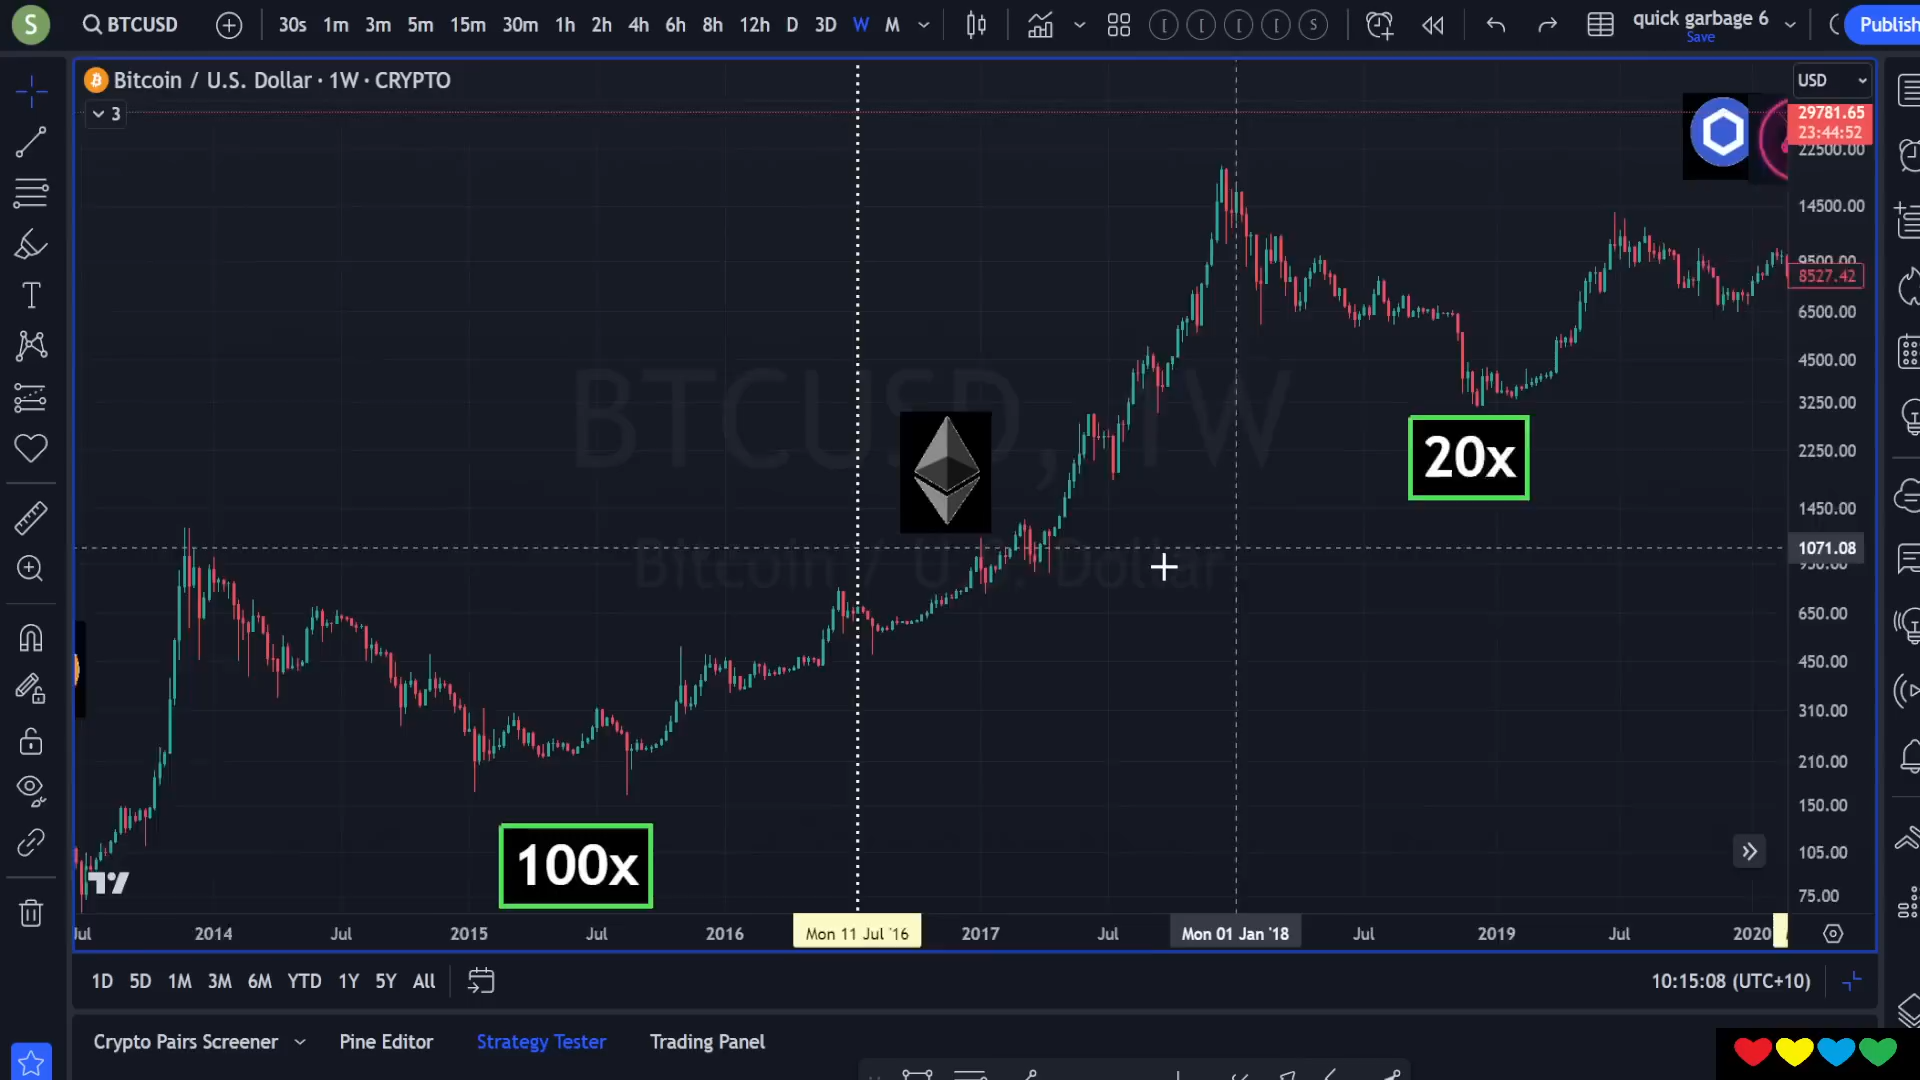 S
BTCUSD
30s 1m 3m 5m 15m 30m 1h 2h 4h 6h 8h 12h D 3D W M
[ [ [ [ S
quick garbage 6
Save
Publish
Bitcoin / U.S. Dollar · 1W · CRYPTO
3
USD
29781.65
23:44:52
22500.00
14500.00
8527.42
6500.00
4500.00
3250.00
2250.00
1450.00
1071.08
650.00
450.00
310.00
210.00
150.00
105.00
75.00
BTCUSD, 1W
Bitcoin / U.S. Dollar
20x
100x
Jul 2014 Jul 2015 Jul 2016 Mon 11 Jul '16 2017 Jul Mon 01 Jan '18 Jul 2019 Jul 2020
1D 5D 1M 3M 6M YTD 1Y 5Y All
10:15:08 (UTC+10)
Crypto Pairs Screener Pine Editor Strategy Tester Trading Panel